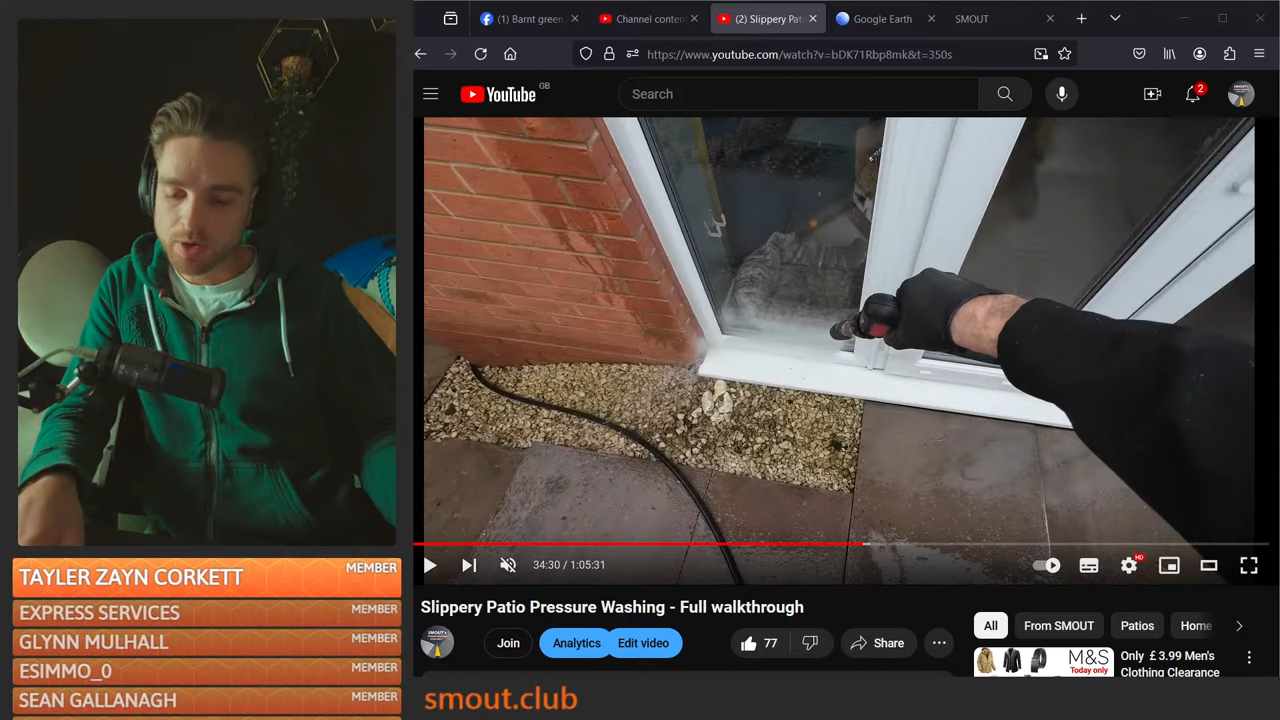 (1) Barnt green
Channel conten
(2) Slippery Pati
Google Earth
SMOUT
https://www.youtube.com/watch?v=bDK71Rbp8mk&t=350s
YouTube GB
Search
2
34:30 / 1:05:31
HD
Slippery Patio Pressure Washing - Full walkthrough
Join
Analytics
Edit video
77
Share
All
From SMOUT
Patios
Home
M&S
Today only
Only £3.99 Men's
Clothing Clearance
TAYLER ZAYN CORKETT MEMBER
EXPRESS SERVICES MEMBER
GLYNN MULHALL MEMBER
ESIMMO_0 MEMBER
SEAN GALLANAGH MEMBER
smout.club